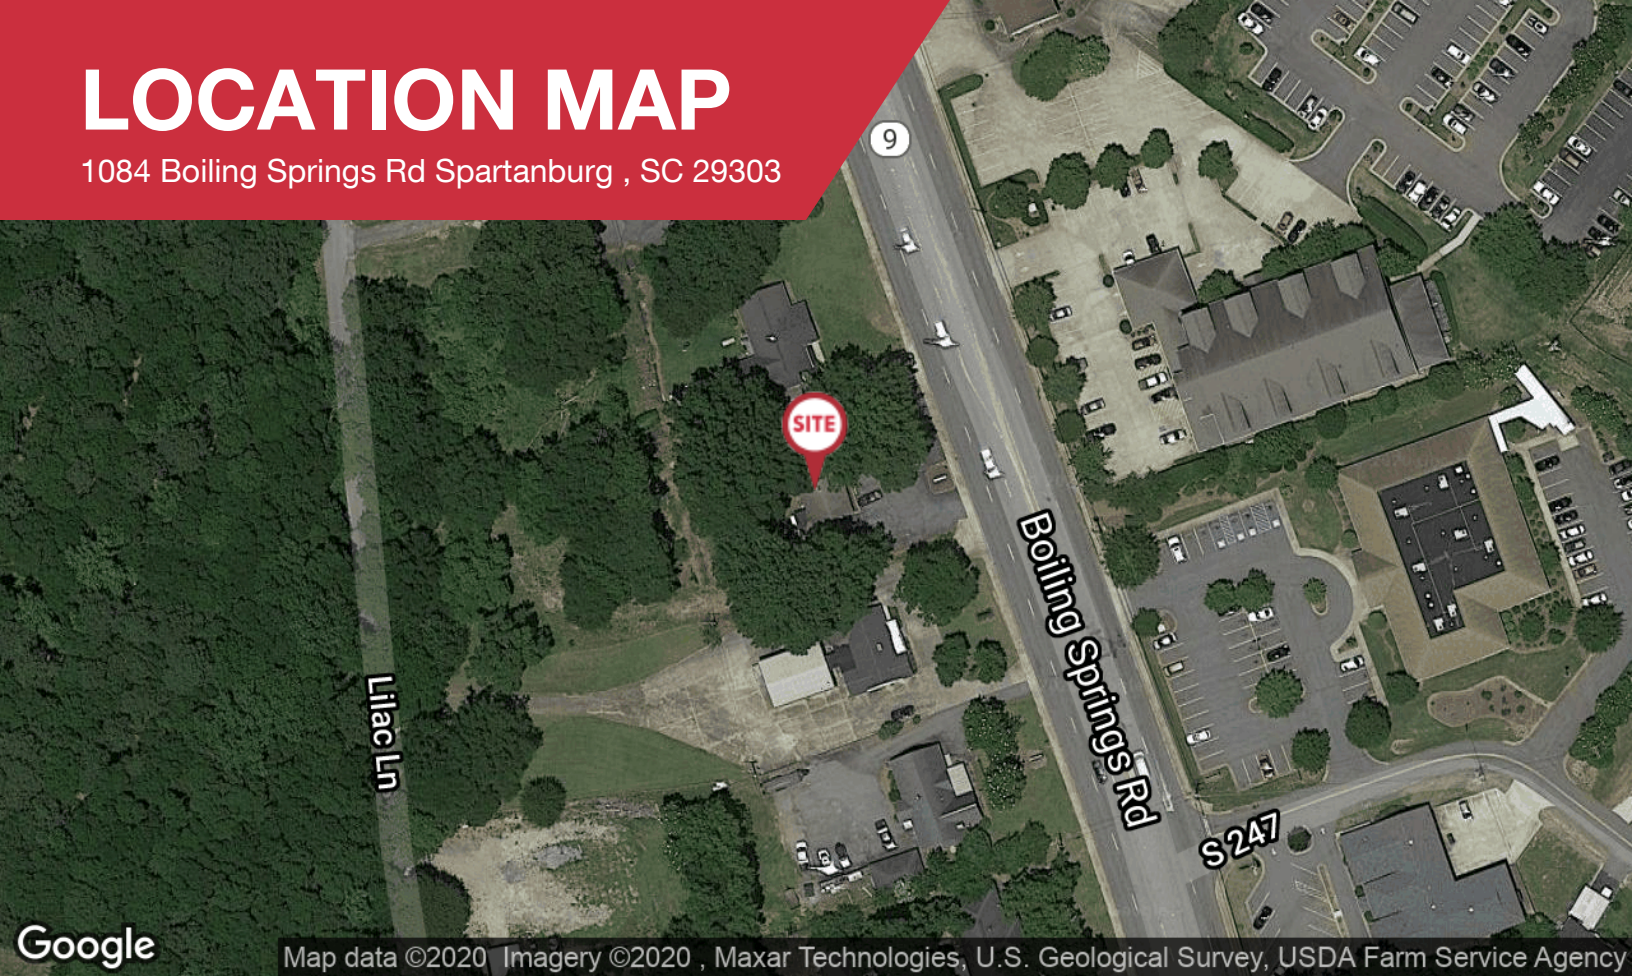 LOCATION MAP
1084 Boiling Springs Rd Spartanburg , SC 29303
9
SITE
Boiling Springs Rd
Lilac Ln
S 247
Google
Map data ©2020 Imagery ©2020 , Maxar Technologies, U.S. Geological Survey, USDA Farm Service Agency